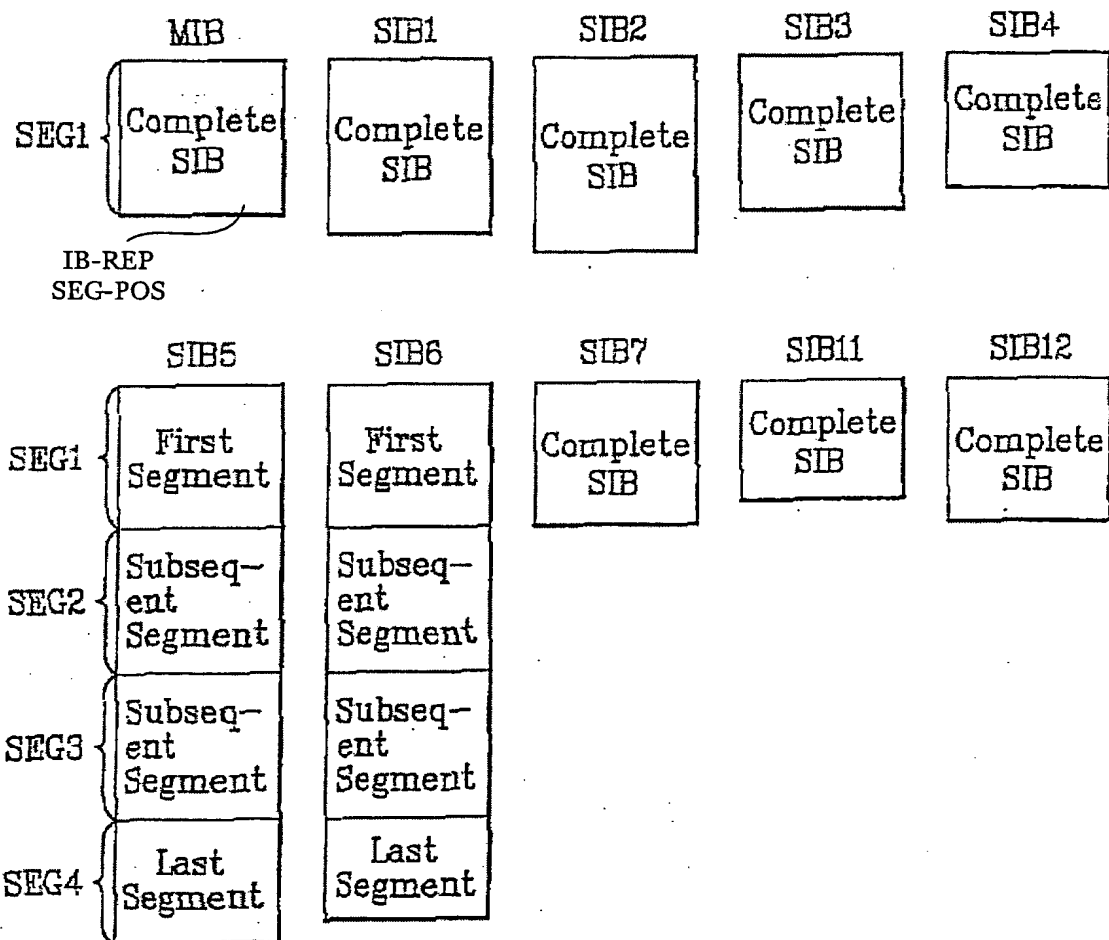 MIB SIB1 SIB2 SIB3 SIB4
SEG1
Complete
SIB
Complete
SIB
Complete
SIB
Complete
SIB
Complete
SIB
IB-REP
SEG-POS
SIB5 SIB6 SIB7 SIB11 SIB12
SEG1
First
Segment
First
Segment
Complete
SIB
Complete
SIB
Complete
SIB
SEG2
Subseq-
ent
Segment
Subseq-
ent
Segment
SEG3
Subseq-
ent
Segment
Subseq-
ent
Segment
SEG4
Last
Segment
Last
Segment